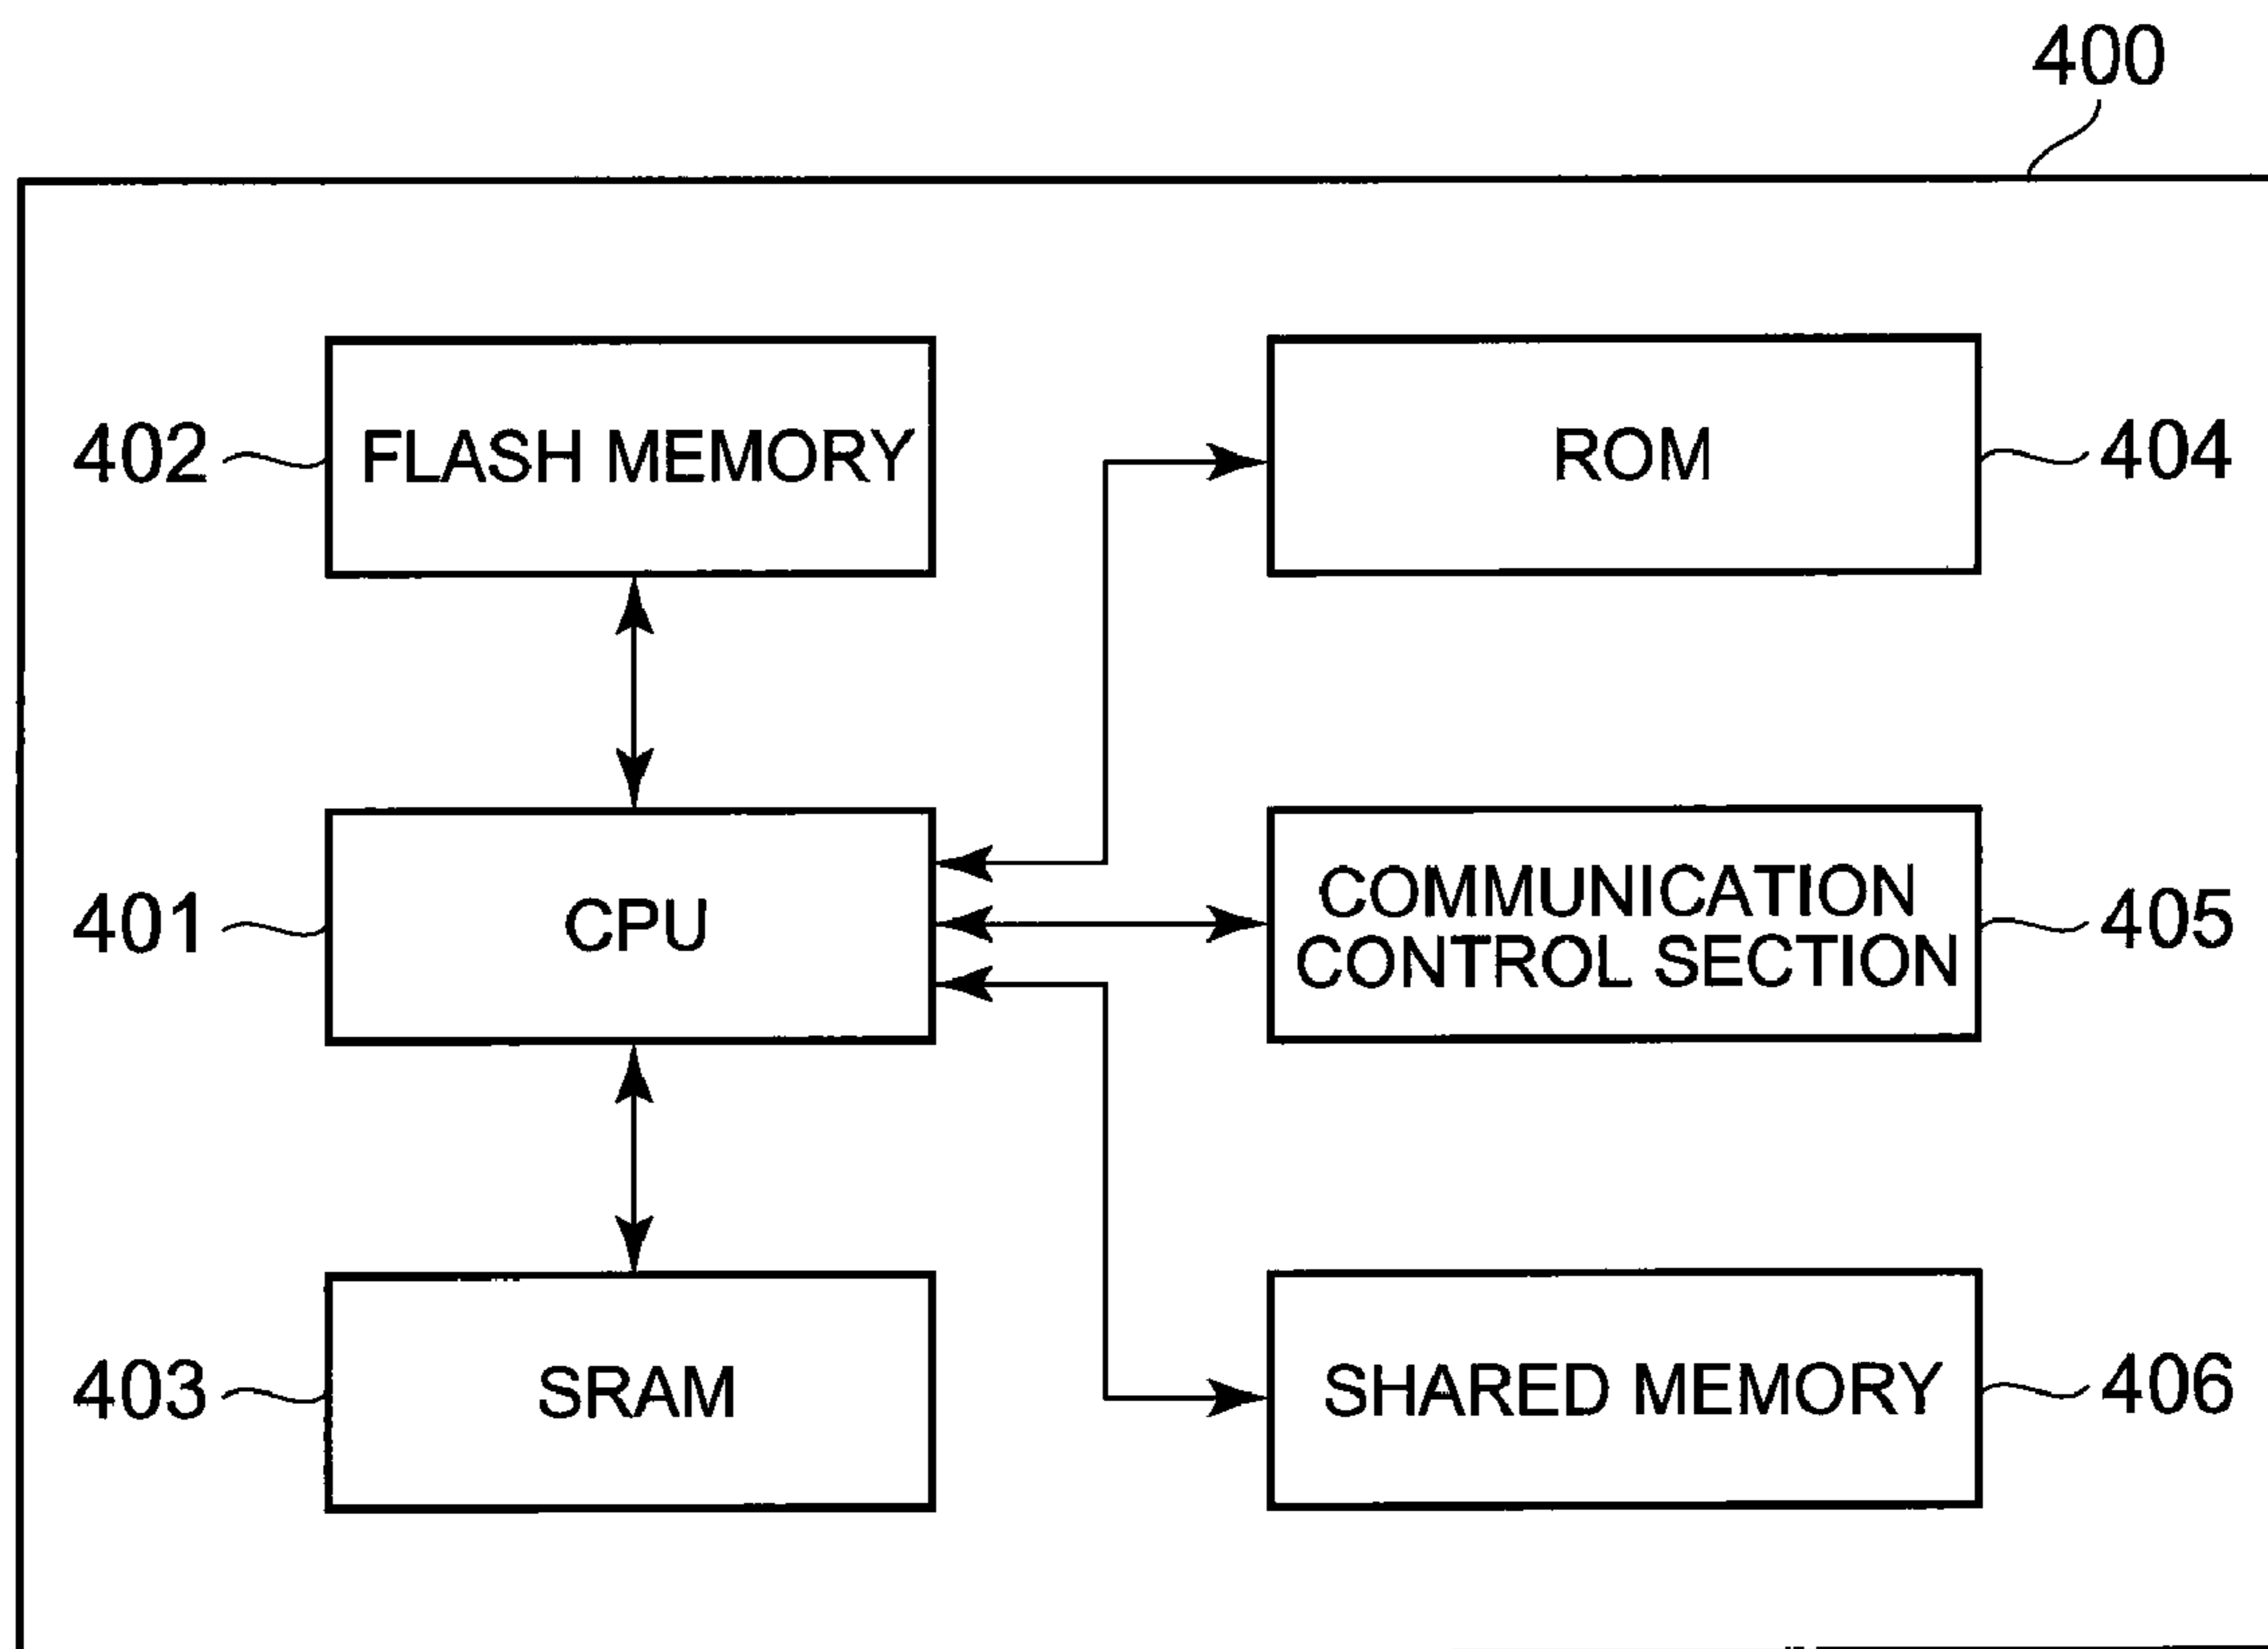 400
402
FLASH MEMORY
ROM
404
401
CPU
COMMUNICATION
CONTROL SECTION
405
403
SRAM
SHARED MEMORY
406